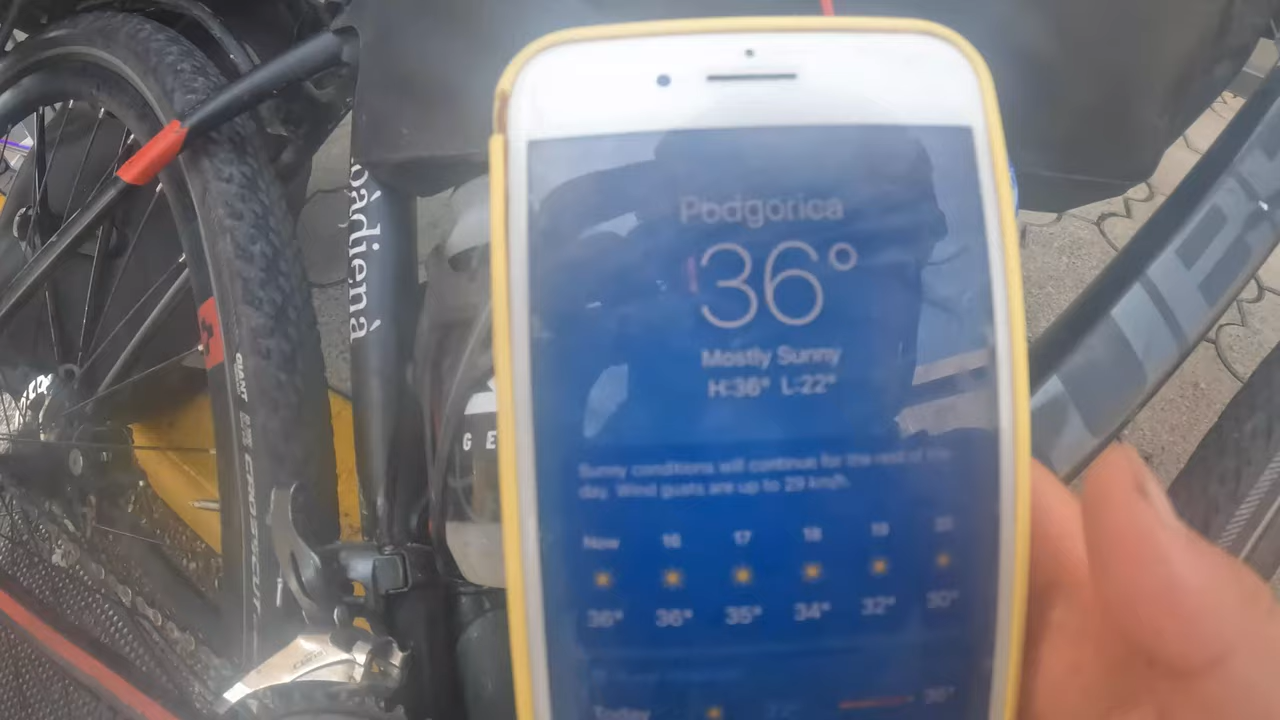 Podgorica
36°
Mostly Sunny
H:36° L:22°
Sunny conditions will continue for the rest of the
day. Wind gusts are up to 29 km/h.
Now 16 17 18 19 20
36° 36° 35° 34° 32° 30°
Today
GIANT
CROSSCUT
G E